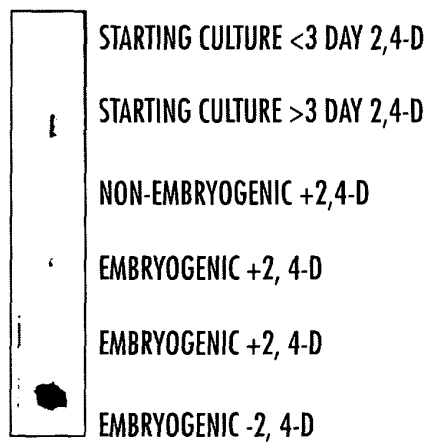 STARTING CULTURE <3 DAY 2,4-D
STARTING CULTURE >3 DAY 2,4-D
NON-EMBRYOGENIC +2,4-D
EMBRYOGENIC +2, 4-D
EMBRYOGENIC +2, 4-D
EMBRYOGENIC -2, 4-D